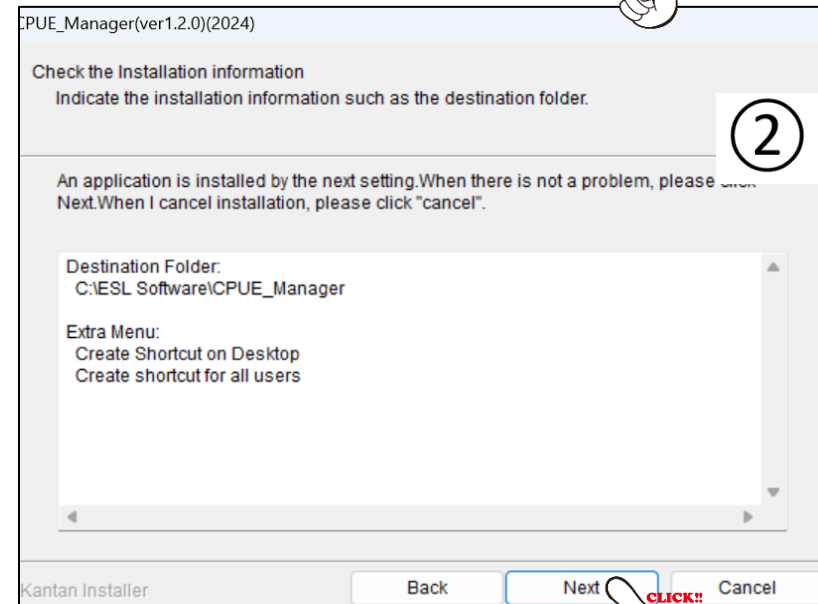 CPUE_Manager(ver1.2.0)(2024)
Check the Installation information
Indicate the installation information such as the destination folder.
②
An application is installed by the next setting.When there is not a problem, please click
Next.When I cancel installation, please click "cancel".
Destination Folder:
C:\ESL Software\CPUE_Manager
Extra Menu:
Create Shortcut on Desktop
Create shortcut for all users
Kantan Installer
Back
Next
CLICK!!
Cancel